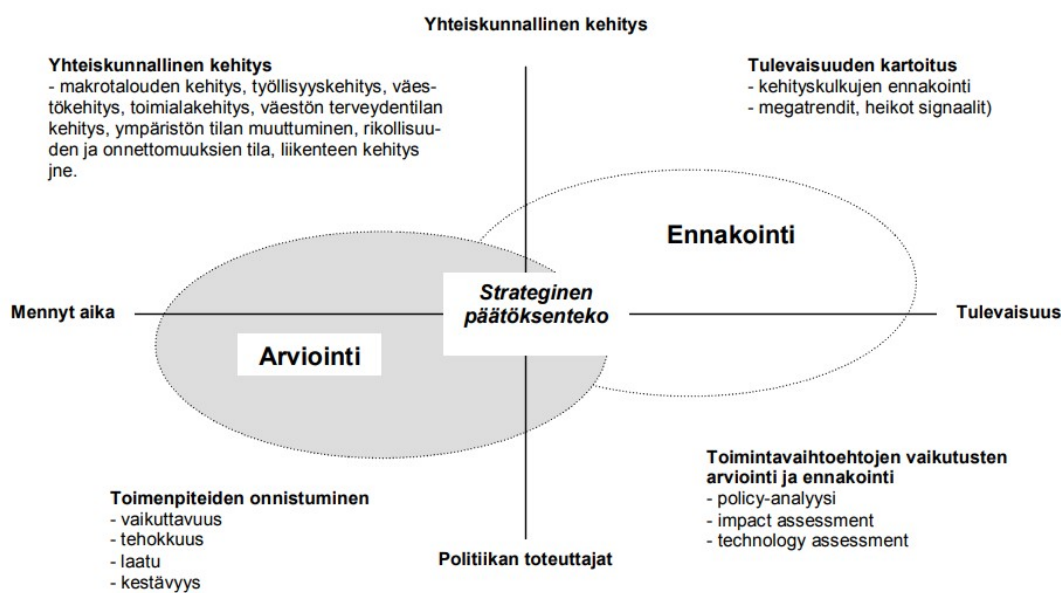 Yhteiskunnallinen kehitys
Yhteiskunnallinen kehitys
- makrotalouden kehitys, työllisyyskehitys, väes-
tökehitys, toimialakehitys, väestön terveydentilan
kehitys, ympäristön tilan muuttuminen, rikollisuu-
den ja onnettomuuksien tila, liikenteen kehitys
jne.
Tulevaisuuden kartoitus
- kehityskulkujen ennakointi
- megatrendit, heikot signaalit)
Ennakointi
Strateginen
päätöksenteko
Mennyt aika
Tulevaisuus
Arviointi
Toimenpiteiden onnistuminen
- vaikuttavuus
- tehokkuus
- laatu
- kestävyys
Toimintavaihtoehtojen vaikutusten
arviointi ja ennakointi
- policy-analyysi
- impact assessment
- technology assessment
Politiikan toteuttajat